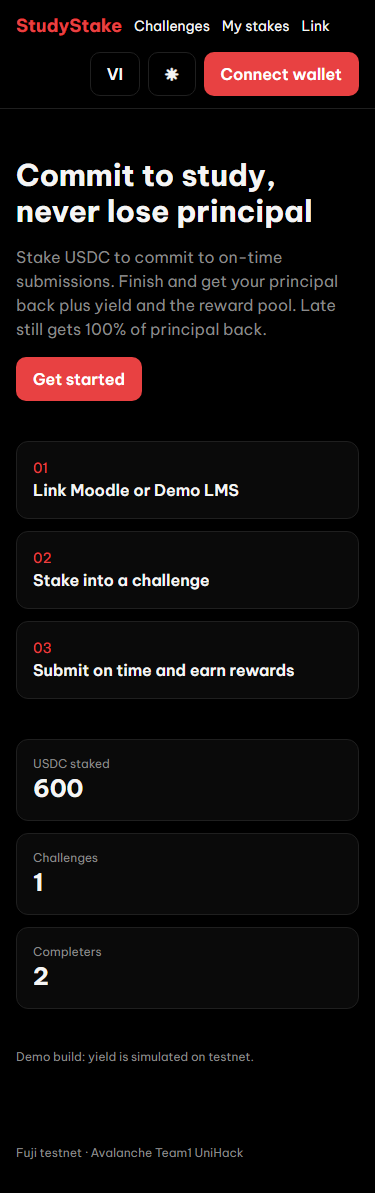 StudyStake Challenges My stakes Link
VI Connect wallet
Commit to study,
never lose principal
Stake USDC to commit to on-time
submissions. Finish and get your principal
back plus yield and the reward pool. Late
still gets 100% of principal back.
Get started
01
Link Moodle or Demo LMS
02
Stake into a challenge
03
Submit on time and earn rewards
USDC staked
600
Challenges
1
Completers
2
Demo build: yield is simulated on testnet.
Fuji testnet · Avalanche Team1 UniHack